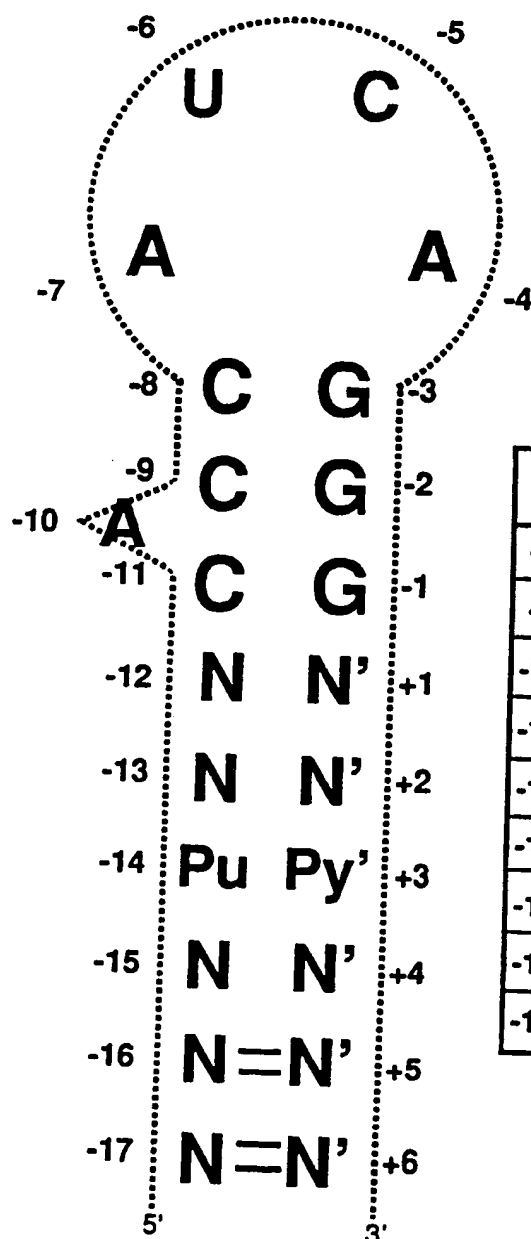 -6 -5
U C
A A
-7 -4
-8 C G -3
-9 C G -2
-10 A
-11 C G -1
-12 N N' +1
-13 N N' +2
-14 Pu Py' +3
-15 N N' +4
-16 N=N' +5
-17 N=N' +6
5' 3'